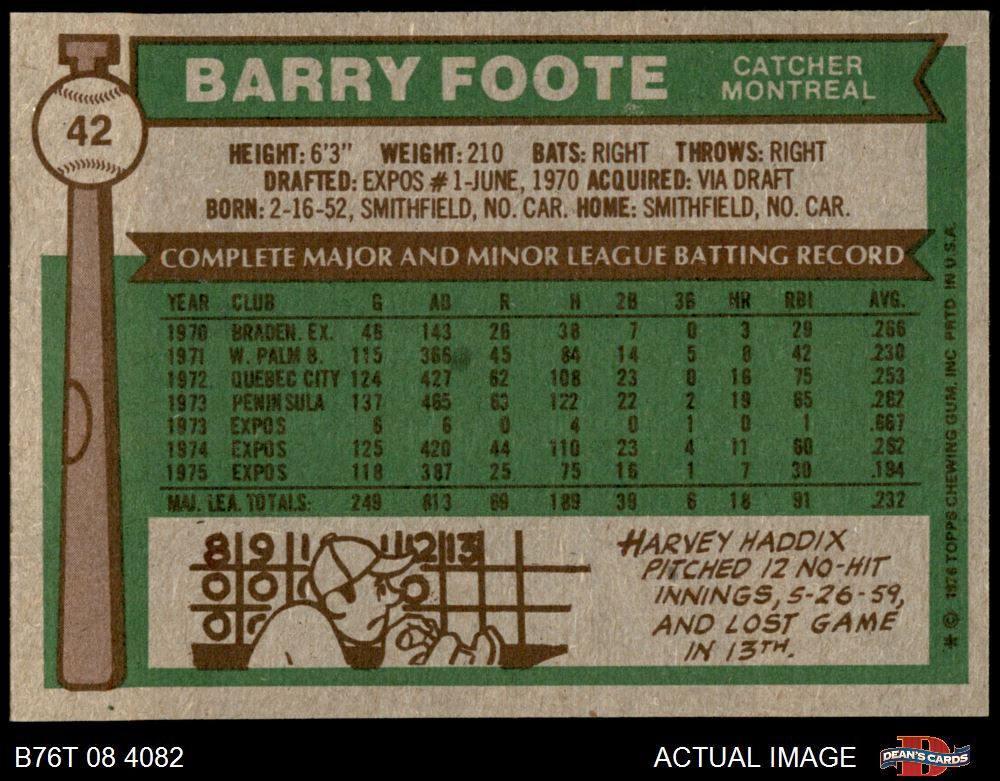 BARRY FOOTE
CATCHER
MONTREAL
42
HEIGHT: 6'3" WEIGHT: 210 BATS: RIGHT THROWS: RIGHT
DRAFTED: EXPOS #1-JUNE, 1970 ACQUIRED: VIA DRAFT
BORN: 2-16-52, SMITHFIELD, NO. CAR. HOME: SMITHFIELD, NO. CAR.
COMPLETE MAJOR AND MINOR LEAGUE BATTING RECORD
YEAR CLUB G AB R H 2B 3B HR RBI AVG.
1970 BRADEN. EX. 46 143 26 38 7 0 3 29 .266
1971 W. PALM B. 115 366 45 84 14 5 8 42 .230
1972 QUEBEC CITY 124 427 62 108 23 0 16 75 .253
1973 PENINSULA 137 465 63 122 22 2 19 65 .262
1973 EXPOS 6 6 0 4 0 1 0 1 .667
1974 EXPOS 125 420 44 110 23 4 11 60 .262
1975 EXPOS 118 387 25 75 16 1 7 30 .194
MAJ. LEA. TOTALS: 249 813 69 189 39 6 18 91 .232
8 9 1 12 13
0 0 0
0 0
HARVEY HADDIX
PITCHED 12 NO-HIT
INNINGS, 5-26-59,
AND LOST GAME
IN 13TH.
* © 1976 TOPPS CHEWING GUM, INC. PRTD. IN U.S.A.
B76T 08 4082
ACTUAL IMAGE
DEAN'S CARDS